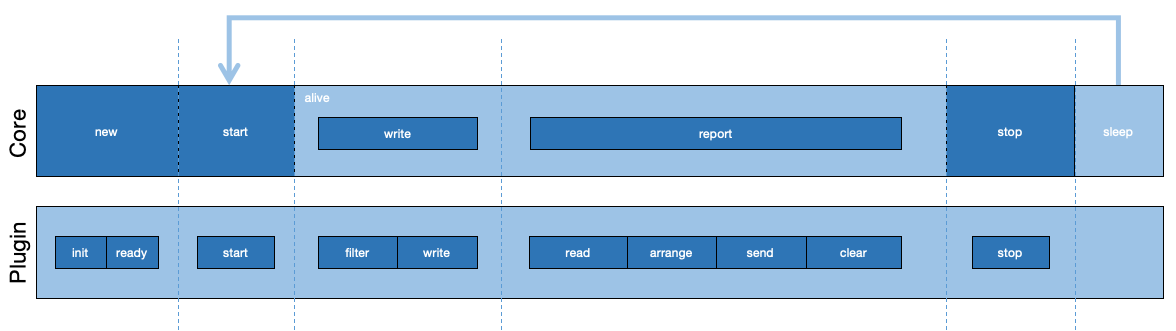 Core
new
start
alive
write
report
stop
sleep
Plugin
init
ready
start
filter
write
read
arrange
send
clear
stop